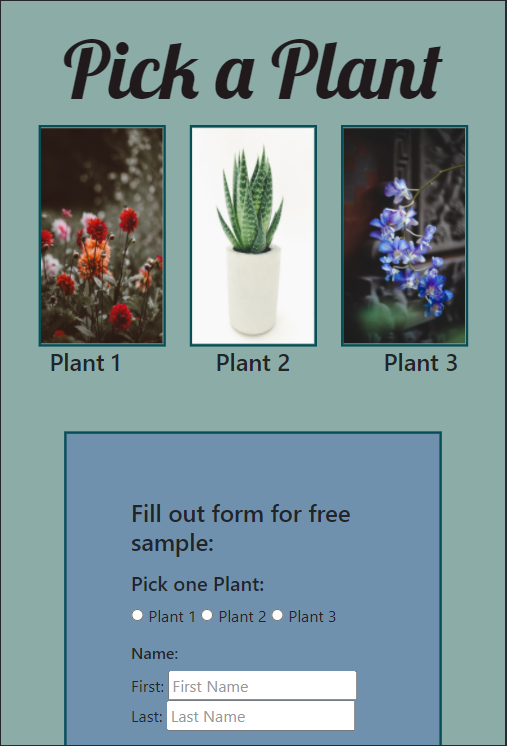 Pick a Plant
Plant 1 Plant 2 Plant 3
Fill out form for free
sample:
Pick one Plant:
Plant 1 Plant 2 Plant 3
Name:
First: First Name
Last: Last Name